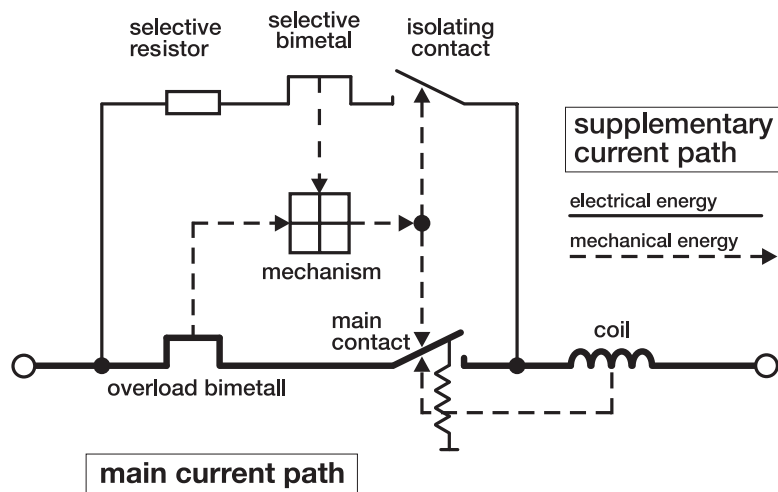 selective
resistor
selective
bimetal
isolating
contact
supplementary
current path
electrical energy
mechanical energy
mechanism
main
contact
coil
overload bimetall
main current path